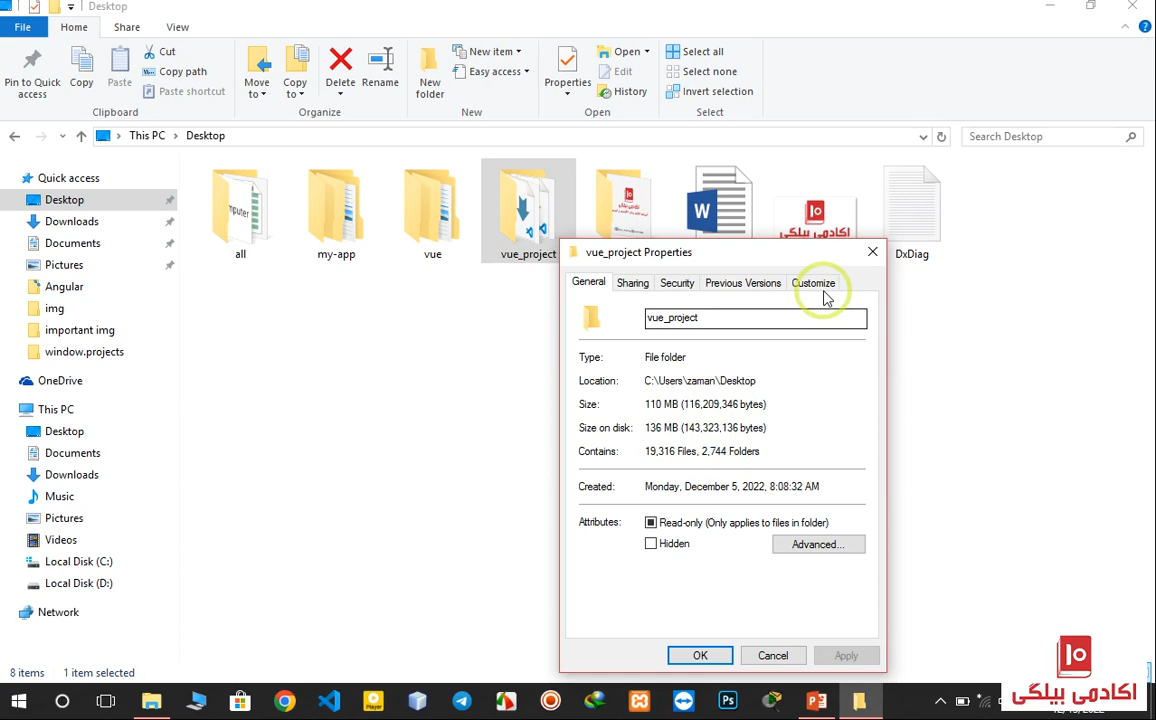 Desktop
File
Home
Share
View
Pin to Quick access
Copy
Paste
Cut
Copy path
Paste shortcut
Clipboard
Move to
Copy to
Delete
Rename
Organize
New folder
New item
Easy access
New
Properties
Open
Edit
History
Open
Select all
Select none
Invert selection
Select
This PC
Desktop
Search Desktop
Quick access
Desktop
Downloads
Documents
Pictures
Angular
img
important img
window.projects
OneDrive
This PC
Desktop
Documents
Downloads
Music
Pictures
Videos
Local Disk (C:)
Local Disk (D:)
Network
all
my-app
vue
vue_project
W
اکادمی بیلگی
DxDiag
vue_project Properties
General
Sharing
Security
Previous Versions
Customize
vue_project
Type:
File folder
Location:
C:\Users\zaman\Desktop
Size:
110 MB (116,209,346 bytes)
Size on disk:
136 MB (143,323,136 bytes)
Contains:
19,316 Files, 2,744 Folders
Created:
Monday, December 5, 2022, 8:08:32 AM
Attributes:
Read-only (Only applies to files in folder)
Hidden
Advanced...
OK
Cancel
Apply
8 items
1 item selected
Player
Ps
اکادمی بیلگی